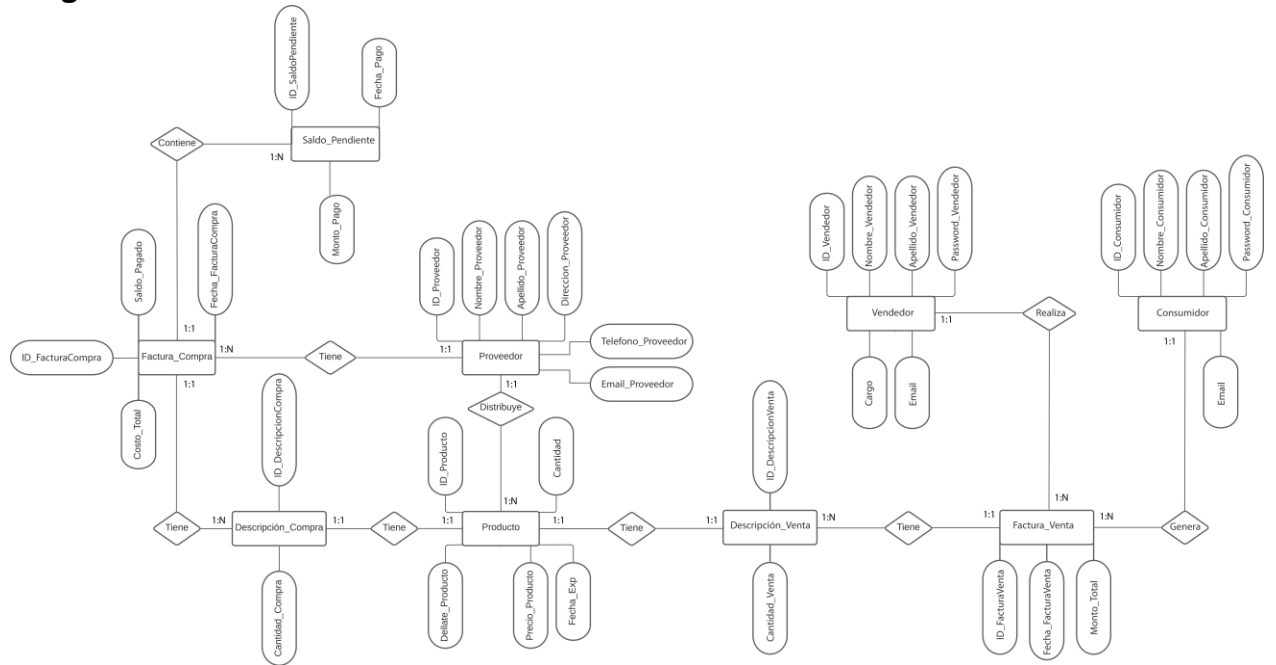 g
ID_SaldoPendiente
Fecha_Pago
Contiene
Saldo_Pendiente
1:N
Monto_Pago
Saldo_Pagado
Fecha_FacturaCompra
1:1
ID_FacturaCompra
Factura_Compra
1:N
1:1
Costo_Total
Tiene
ID_Proveedor
Nombre_Proveedor
Apellido_Proveedor
Direccion_Proveedor
1:1
Proveedor
Telefono_Proveedor
Email_Proveedor
1:1
Distribuye
ID_Vendedor
Nombre_Vendedor
Apellido_Vendedor
Password_Vendedor
Vendedor
1:1
Realiza
Cargo
Email
ID_Consumidor
Nombre_Consumidor
Apellido_Consumidor
Password_Consumidor
Consumidor
1:1
Email
ID_DescripcionCompra
Tiene
1:N
Descripción_Compra
1:1
Cantidad_Compra
Tiene
ID_Producto
Cantidad
1:N
1:1
Producto
1:1
Dellate_Producto
Precio_Producto
Fecha_Exp
Tiene
ID_DescripcionVenta
1:1
Descripción_Venta
1:N
Cantidad_Venta
Tiene
1:N
1:1
Factura_Venta
1:N
Genera
ID_FacturaVenta
Fecha_FacturaVenta
Monto_Total